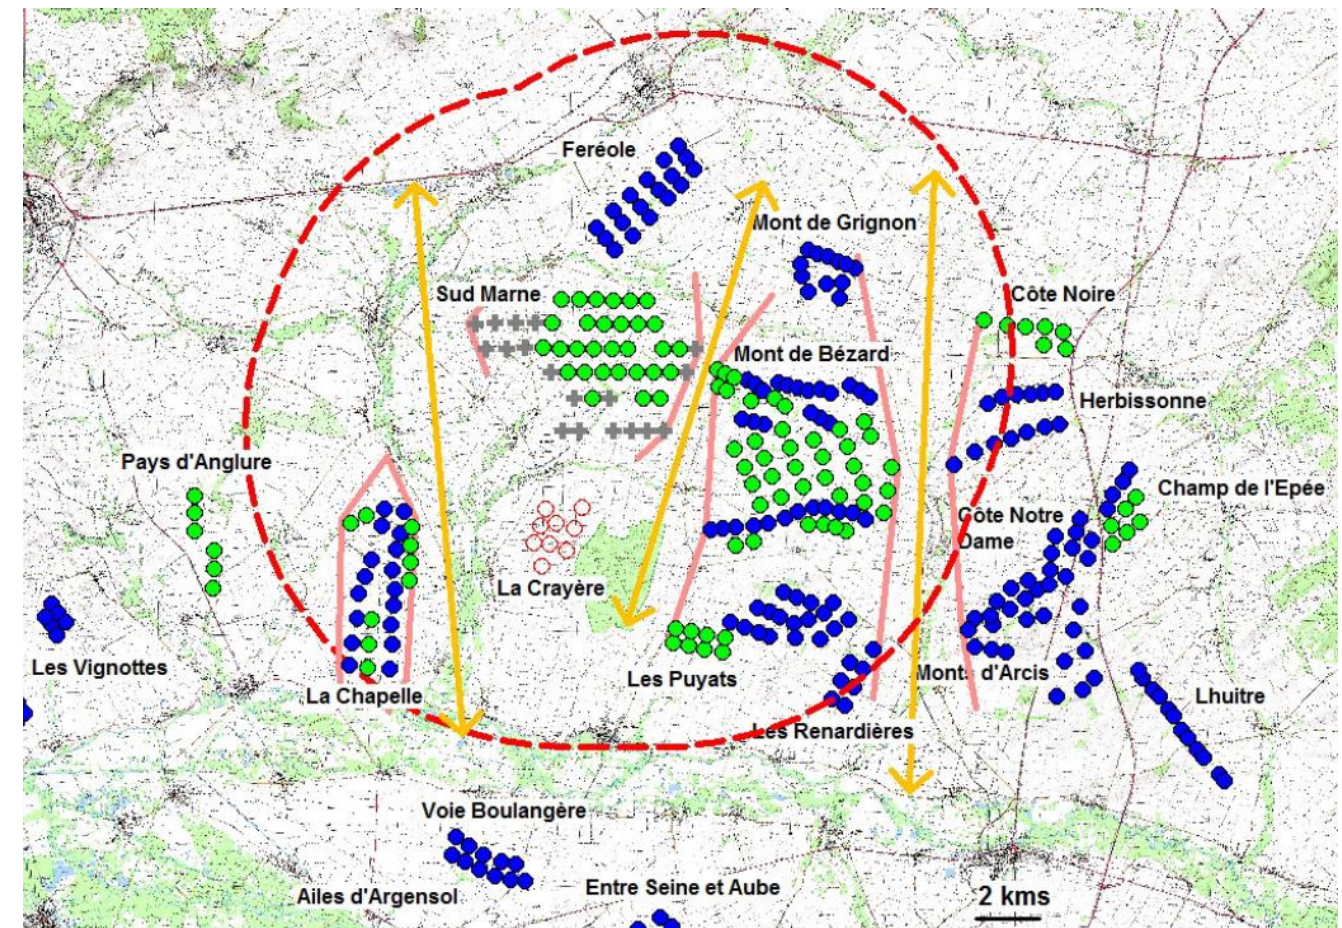 Feréole
Mont de Grignon
Sud Marne
Côte Noire
Mont de Bézard
Herbissonne
Pays d'Anglure
Champ de l'Epée
Côte Notre
Dame
La Crayère
Les Vignottes
Les Puyats
Monts d'Arcis
La Chapelle
Lhuitre
Les Renardières
Voie Boulangère
Entre Seine et Aube
Ailes d'Argensol
2 kms